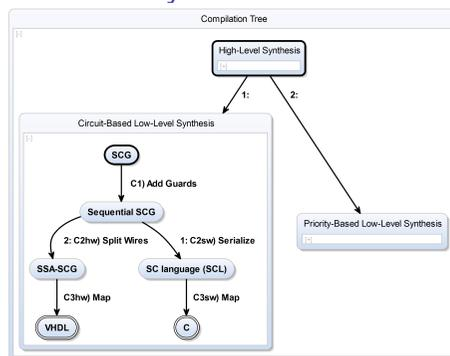 Compilation Tree
[-]
High-Level Synthesis
[+]
1:
2:
Circuit-Based Low-Level Synthesis
[-]
SCG
C1) Add Guards
Sequential SCG
2: C2hw) Split Wires
1: C2sw) Serialize
Priority-Based Low-Level Synthesis
[+]
SSA-SCG
SC language (SCL)
C3hw) Map
C3sw) Map
VHDL
C